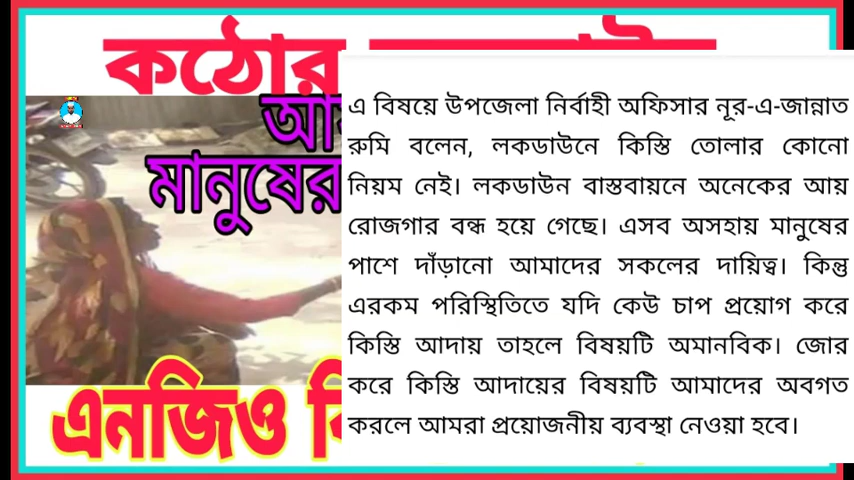 কঠোর
মানুষের
এ বিষয়ে উপজেলা নির্বাহী অফিসার নূর-এ-জান্নাত
রুমি বলেন, লকডাউনে কিস্তি তোলার কোনো
নিয়ম নেই। লকডাউন বাস্তবায়নে অনেকের আয়
রোজগার বন্ধ হয়ে গেছে। এসব অসহায় মানুষের
পাশে দাঁড়ানো আমাদের সকলের দায়িত্ব। কিন্তু
এরকম পরিস্থিতিতে যদি কেউ চাপ প্রয়োগ করে
কিস্তি আদায় তাহলে বিষয়টি অমানবিক। জোর
করে কিস্তি আদায়ের বিষয়টি আমাদের অবগত
করলে আমরা প্রয়োজনীয় ব্যবস্থা নেওয়া হবে।
এনজিও